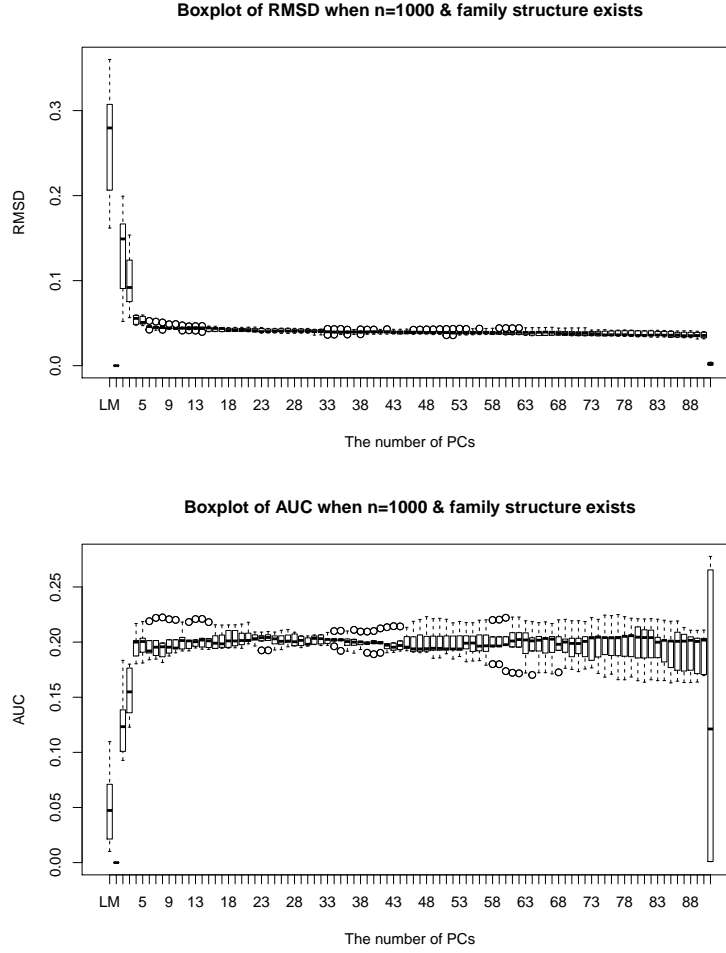 Boxplot of RMSD when n=1000 & family structure exists
0.3
0.2
0.1
0.0
RMSD
LM 5 9 13 18 23 28 33 38 43 48 53 58 63 68 73 78 83 88
The number of PCs
Boxplot of AUC when n=1000 & family structure exists
0.25
0.20
0.15
0.10
0.05
0.00
AUC
LM 5 9 13 18 23 28 33 38 43 48 53 58 63 68 73 78 83 88
The number of PCs